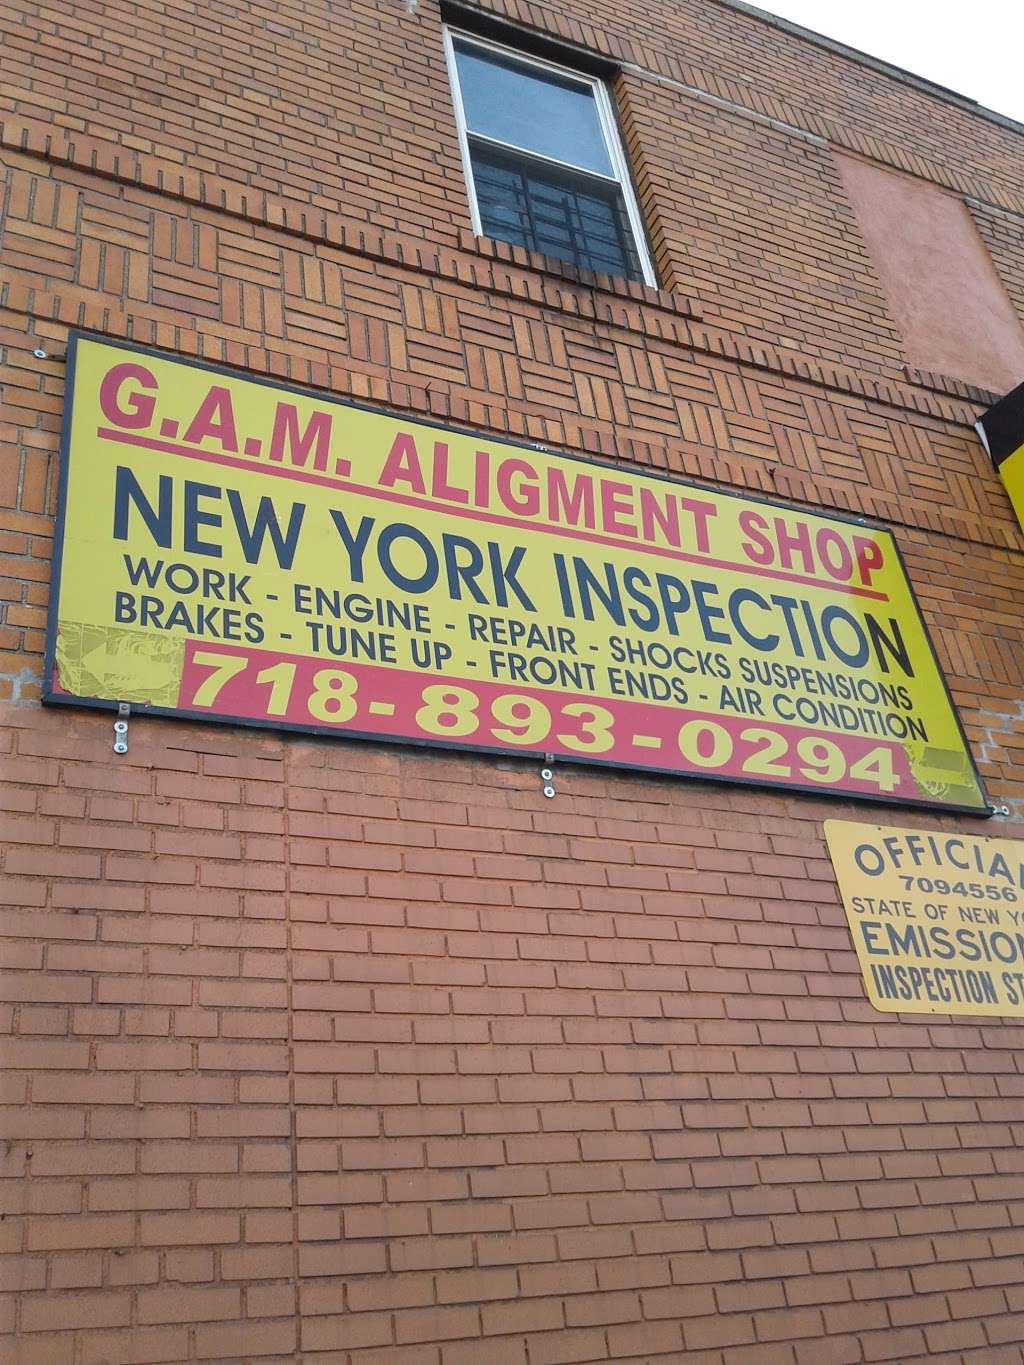 G.A.M. ALIGMENT SHOP
NEW YORK INSPECTION
WORK - ENGINE - REPAIR - SHOCKS SUSPENSIONS
BRAKES - TUNE UP - FRONT ENDS - AIR CONDITION
718-893-0294
OFFICIAL
7094556
STATE OF NEW YO
EMISSION
INSPECTION ST